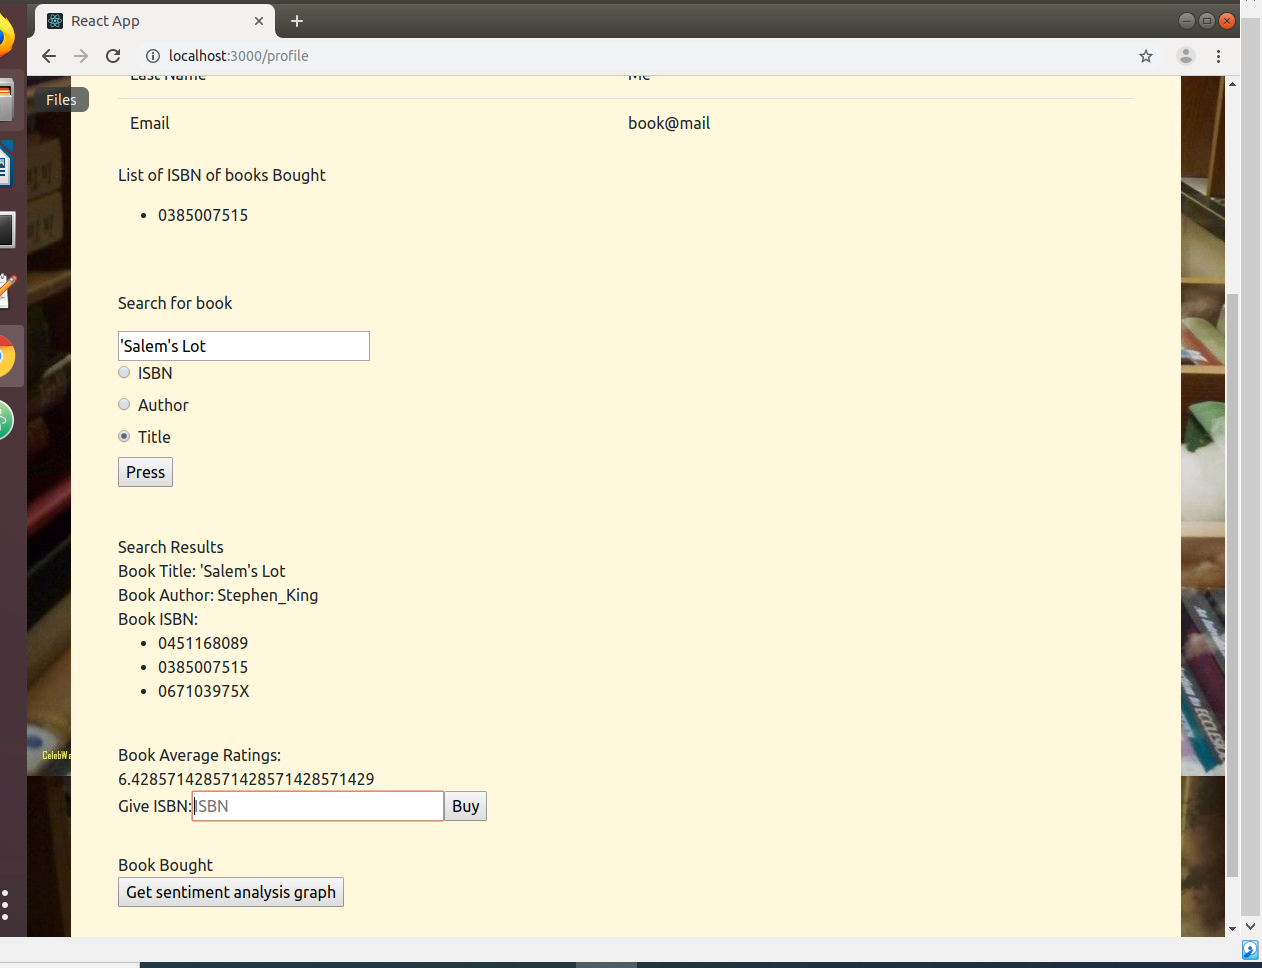 React App
localhost:3000/profile
Last Name Me
Files
Email book@mail
List of ISBN of books Bought
0385007515
Search for book
'Salem's Lot
ISBN
Author
Title
Press
Search Results
Book Title: 'Salem's Lot
Book Author: Stephen_King
Book ISBN:
0451168089
0385007515
067103975X
Book Average Ratings:
6.428571428571428571428571429
Give ISBN: ISBN Buy
Book Bought
Get sentiment analysis graph